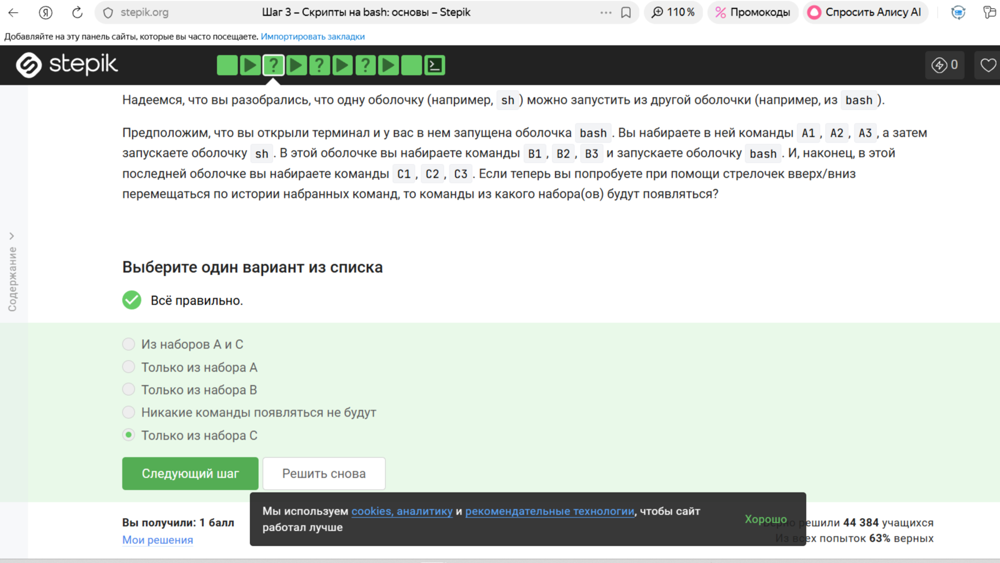 stepik.org
Шаг 3 – Скрипты на bash: основы – Stepik
110 %
Промокоды
Спросить Алису AI
Добавляйте на эту панель сайты, которые вы часто посещаете. Импортировать закладки
stepik
0
Надеемся, что вы разобрались, что одну оболочку (например, sh ) можно запустить из другой оболочки (например, из bash ).
Предположим, что вы открыли терминал и у вас в нем запущена оболочка bash . Вы набираете в ней команды A1 , A2 , A3 , а затем
запускаете оболочку sh . В этой оболочке вы набираете команды B1 , B2 , B3 и запускаете оболочку bash . И, наконец, в этой
последней оболочке вы набираете команды C1 , C2 , C3 . Если теперь вы попробуете при помощи стрелочек вверх/вниз
перемещаться по истории набранных команд, то команды из какого набора(ов) будут появляться?
Содержание
Выберите один вариант из списка
Всё правильно.
Из наборов A и C
Только из набора A
Только из набора B
Никакие команды появляться не будут
Только из набора C
Следующий шаг
Решить снова
Мы используем cookies, аналитику и рекомендательные технологии, чтобы сайт
работал лучше
Хорошо
Вы получили: 1 балл
Мои решения
Верно решили 44 384 учащихся
Из всех попыток 63% верных